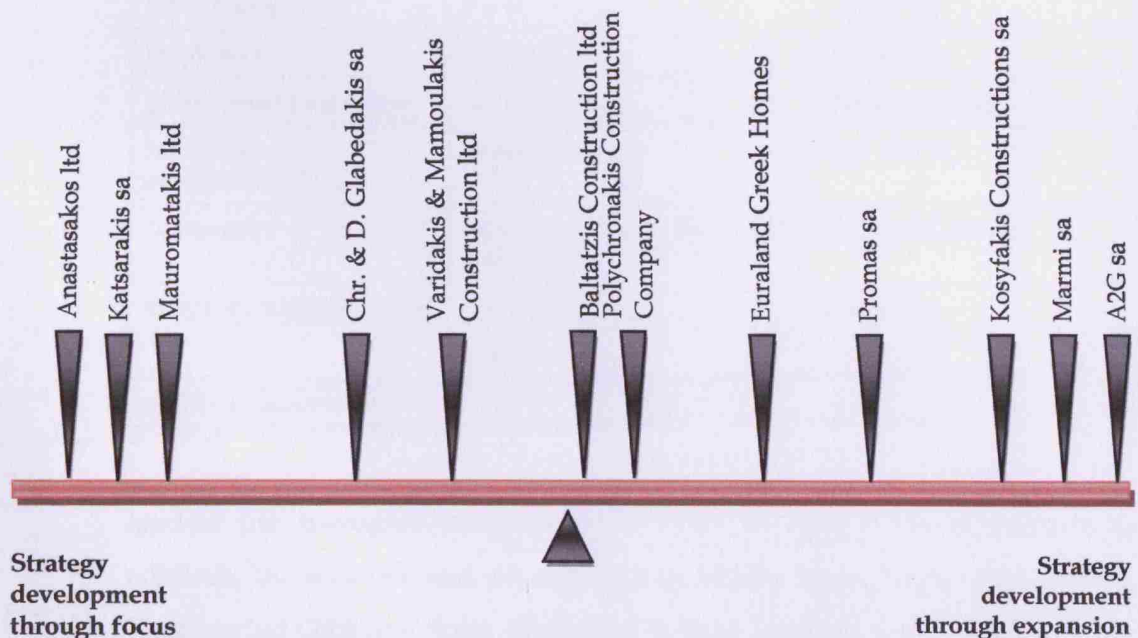 Anastasakos ltd
Katsarakis sa
Mauromatakis ltd
Chr. & D. Glabedakis sa
Varidakis & Mamoulakis
Construction ltd
Baltatzis Construction ltd
Polychronakis Construction
Company
Euraland Greek Homes
Promas sa
Kosyfakis Constructions sa
Marmi sa
A2G sa
Strategy
development
through focus
Strategy
development
through expansion